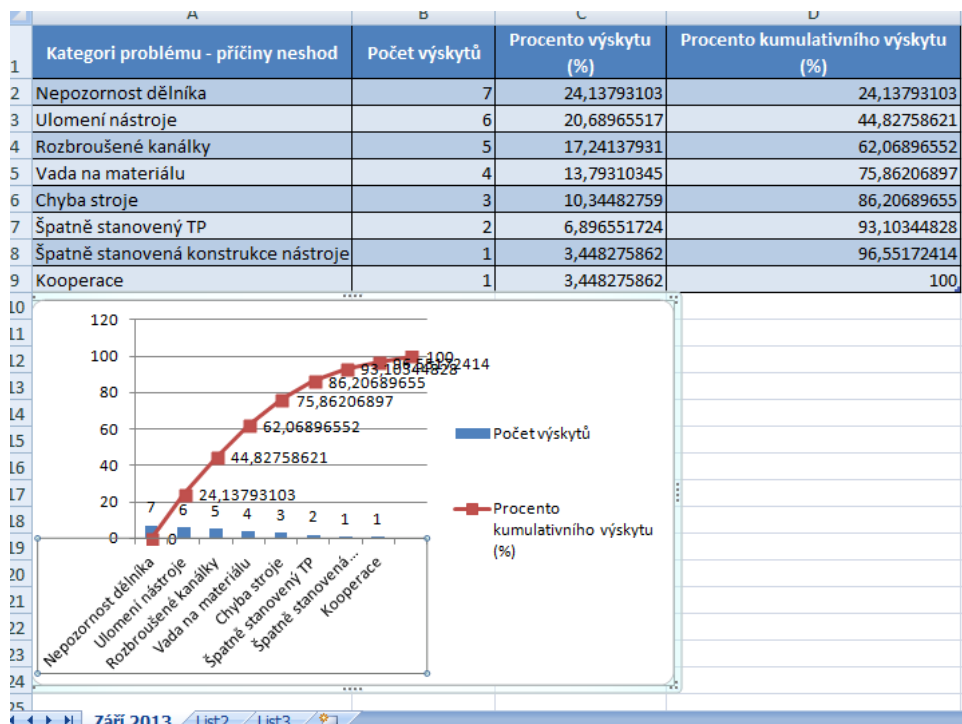 A B C D
1 Kategori problému - příčiny neshod Počet výskytů Procento výskytu (%) Procento kumulativního výskytu (%)
2 Nepozornost dělníka 7 24,13793103 24,13793103
3 Ulomení nástroje 6 20,68965517 44,82758621
4 Rozbroušené kanálky 5 17,24137931 62,06896552
5 Vada na materiálu 4 13,79310345 75,86206897
6 Chyba stroje 3 10,34482759 86,20689655
7 Špatně stanovený TP 2 6,896551724 93,10344828
8 Špatně stanovená konstrukce nástroje 1 3,448275862 96,55172414
9 Kooperace 1 3,448275862 100
10
11
12
13
14
15
16
17
18
19
20
21
22
23
24
25
120
100
80
60
40
20
0
0
24,13793103
44,82758621
62,06896552
75,86206897
86,20689655
93,10344828
96,55172414
100
7 6 5 4 3 2 1 1
Nepozornost dělníka
Ulomení nástroje
Rozbroušené kanálky
Vada na materiálu
Chyba stroje
Špatně stanovený TP
Špatně stanovená...
Kooperace
Počet výskytů
Procento
kumulativního výskytu
(%)
Září 2013 List2 List3